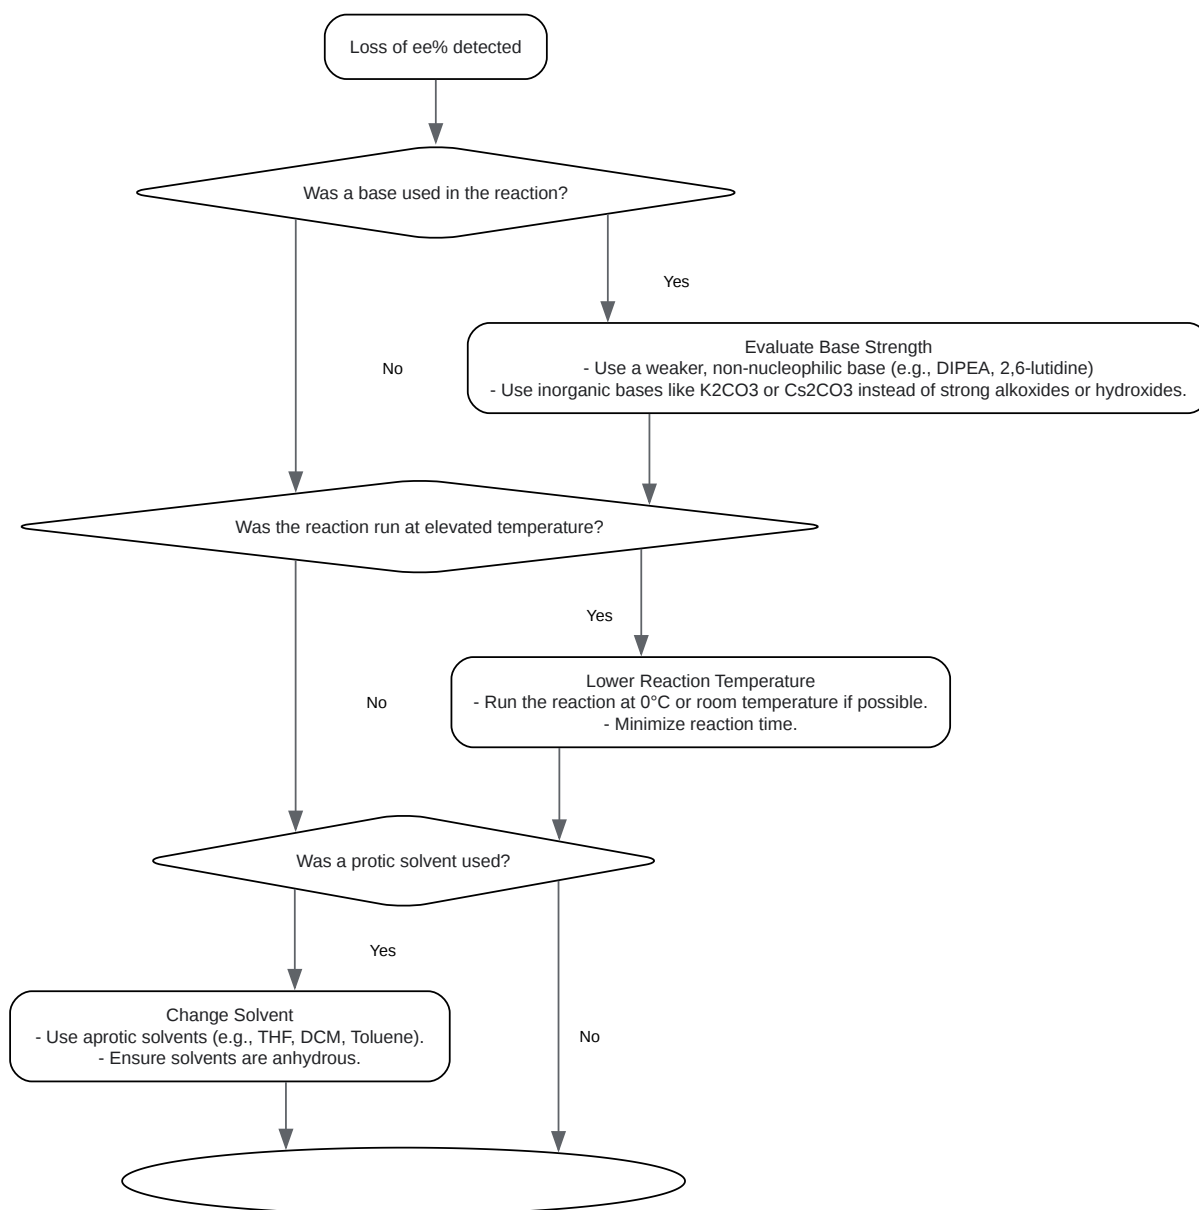 Loss of ee% detected
Was a base used in the reaction?
Yes
Evaluate Base Strength
- Use a weaker, non-nucleophilic base (e.g., DIPEA, 2,6-lutidine)
- Use inorganic bases like K2CO3 or Cs2CO3 instead of strong alkoxides or hydroxides.
No
Was the reaction run at elevated temperature?
Yes
Lower Reaction Temperature
- Run the reaction at 0°C or room temperature if possible.
- Minimize reaction time.
No
Was a protic solvent used?
Yes
Change Solvent
- Use aprotic solvents (e.g., THF, DCM, Toluene).
- Ensure solvents are anhydrous.
No